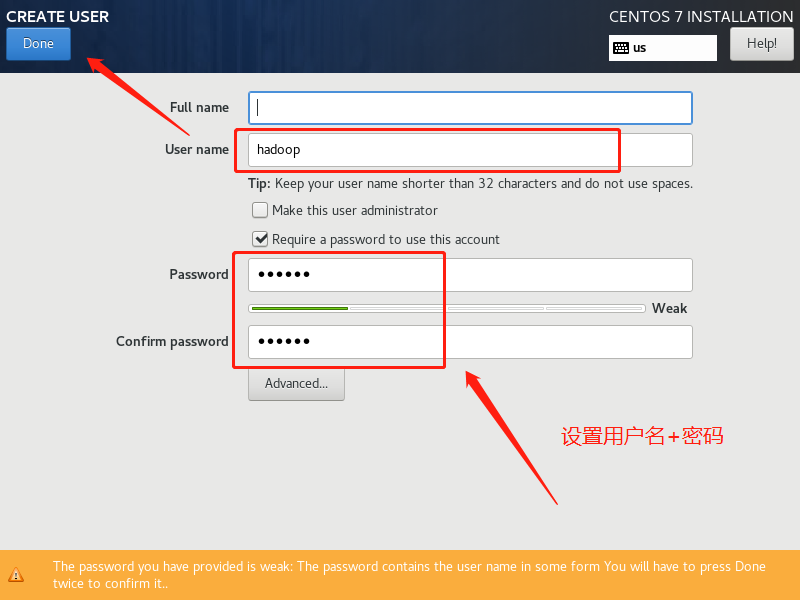 CREATE USER
CENTOS 7 INSTALLATION
Done
us
Help!
Full name
User name
hadoop
Tip: Keep your user name shorter than 32 characters and do not use spaces.
Make this user administrator
Require a password to use this account
Password
●●●●●●
Weak
Confirm password
●●●●●●
Advanced...
设置用户名+密码
The password you have provided is weak: The password contains the user name in some form You will have to press Done
twice to confirm it..